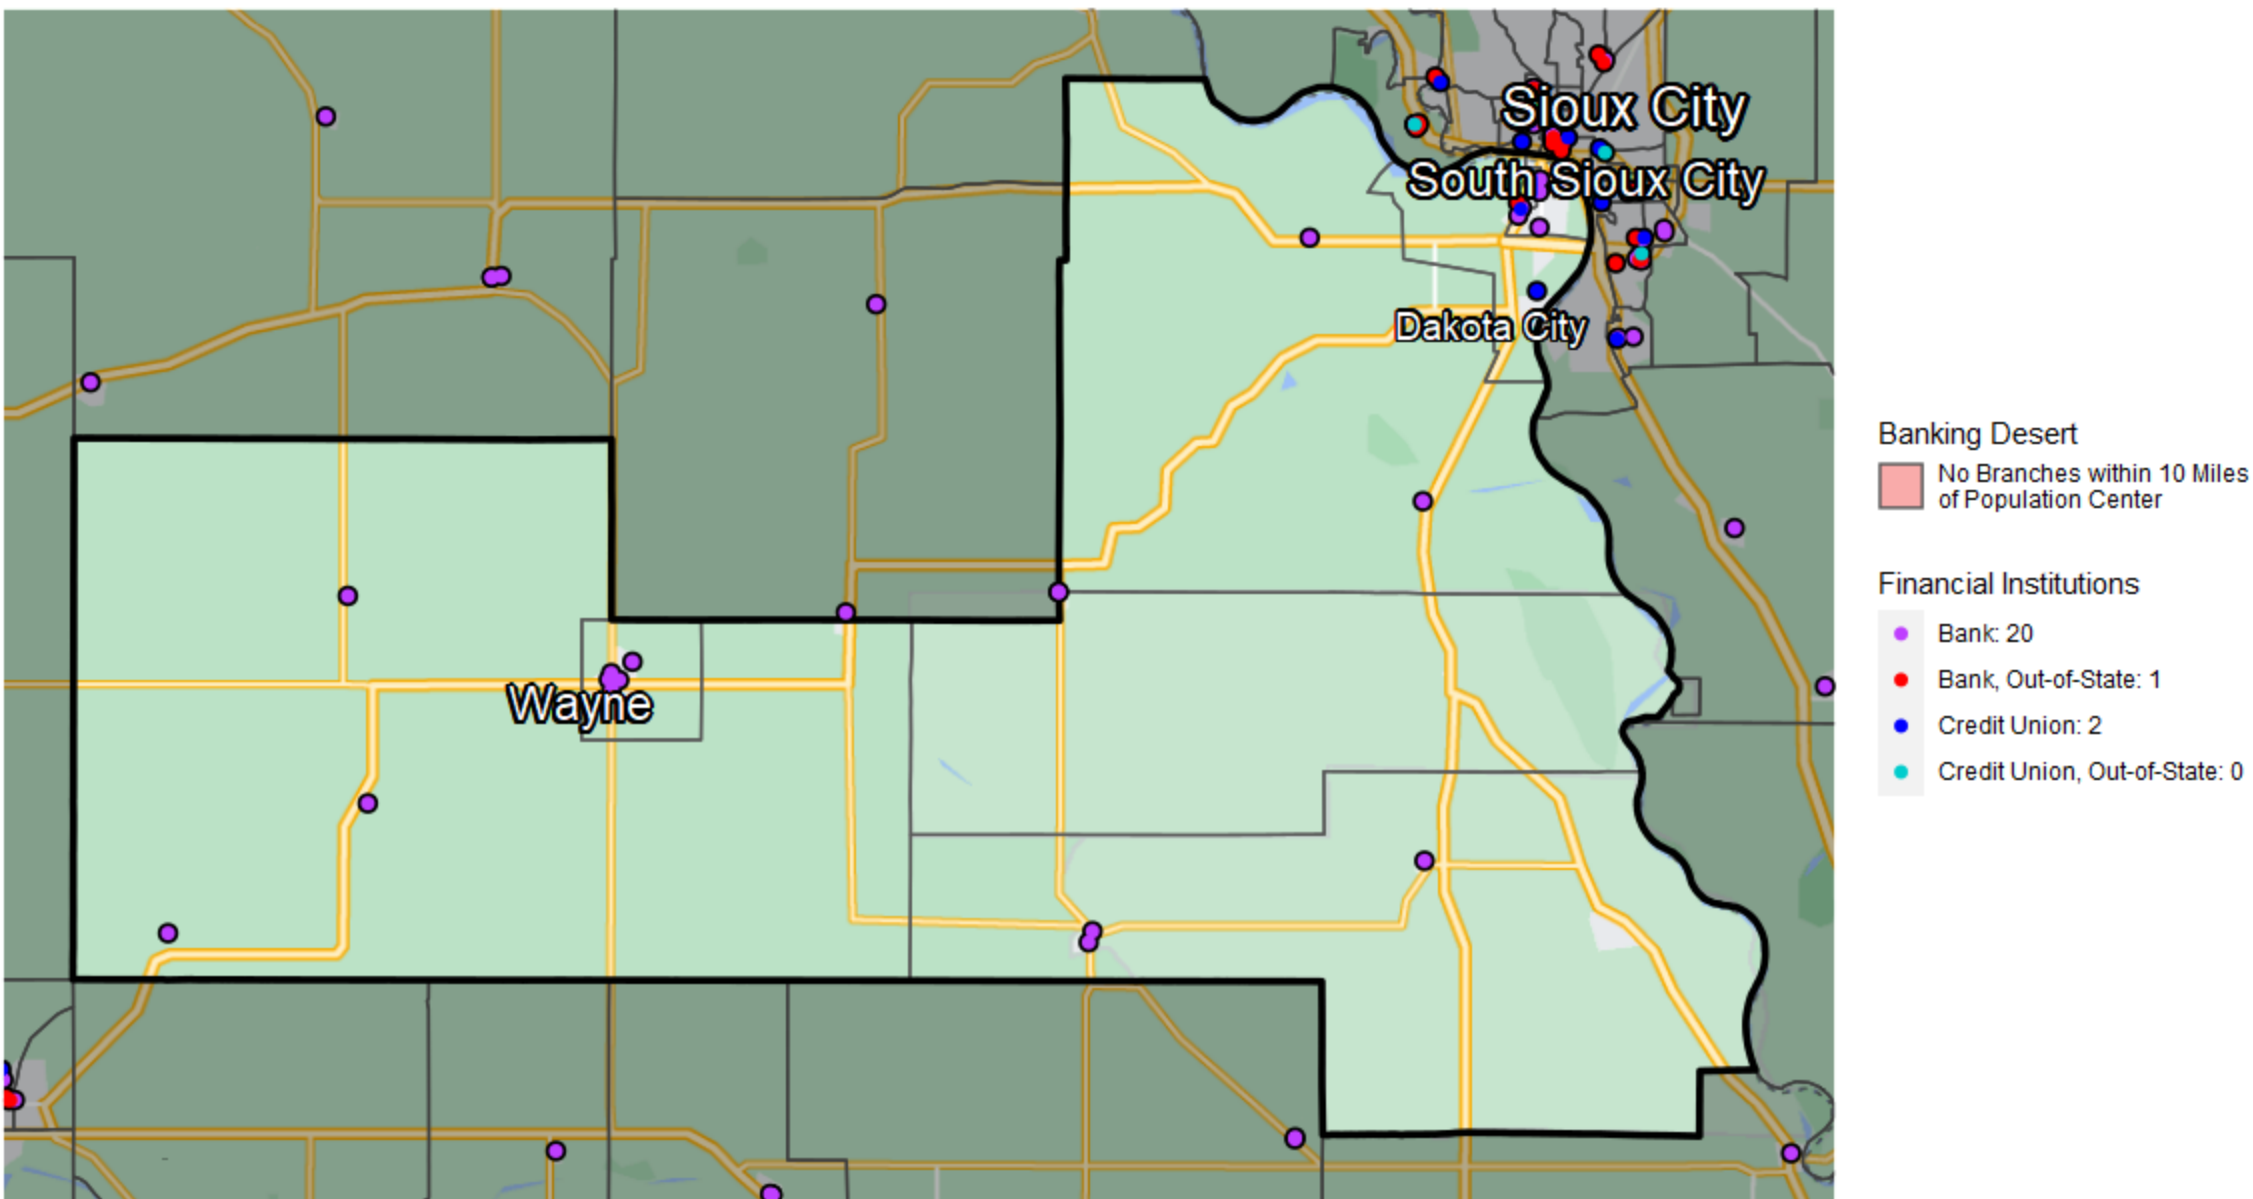 Sioux City
South Sioux City
Dakota City
Wayne
Banking Desert
No Branches within 10 Miles
of Population Center
Financial Institutions
Bank: 20
Bank, Out-of-State: 1
Credit Union: 2
Credit Union, Out-of-State: 0